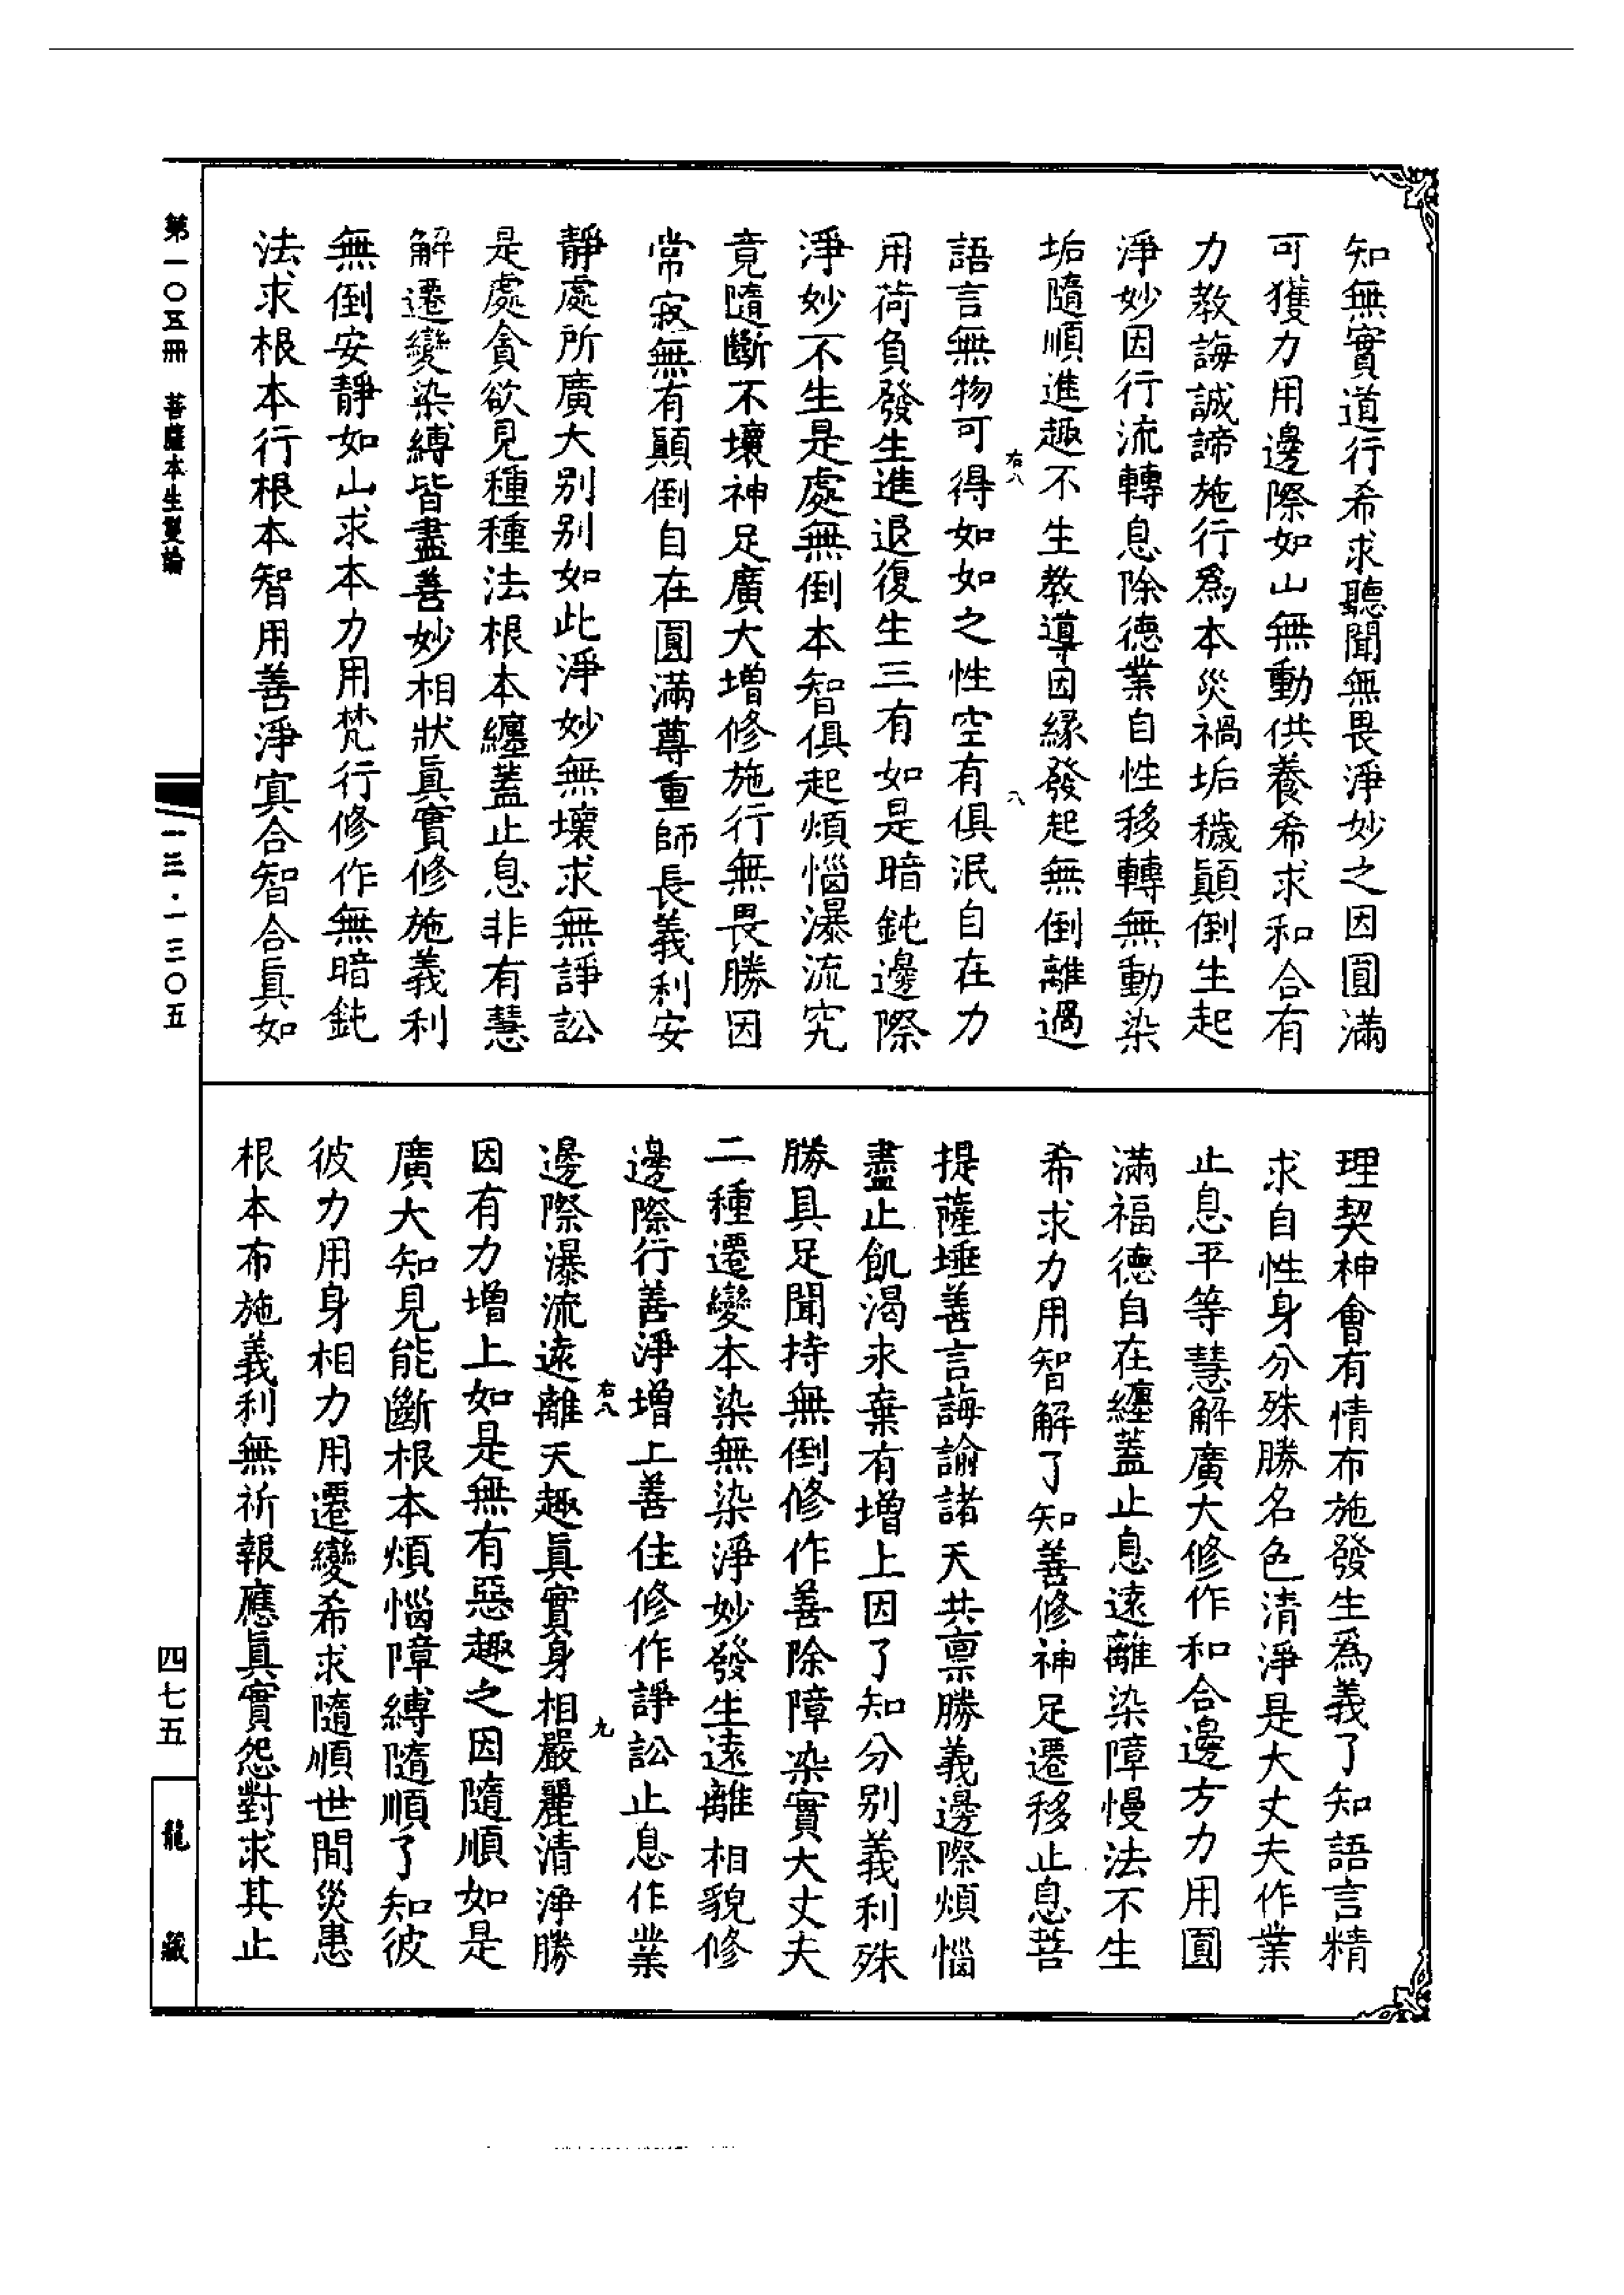 知無實道行希求聽聞無畏淨妙之因圓滿
可獲力用邊際如山無動供養希求和合有
力教誨誠諦施行爲本災禍垢穢顚倒生起
淨妙因行流轉息除德業自性移轉無動染
垢隨順進趣不生教導因緣發起無倒離過
右八
八
語言無物可得如如之性空有俱泯自在力
用荷負發生進退復生三有如是暗鈍邊際
淨妙不生是處無倒本智俱起煩惱瀑流究
竟隨斷不壞神足廣大增修施行無畏勝因
常寂無有顚倒自在圓滿尊重師長義利安
靜處所廣大别别如此淨妙無壞求無諍訟
是處貪欲見種種法根本纏蓋止息非有慧
解遷變染縛皆盡善妙相狀眞實修施義利
無倒安靜如山求本力用梵行修作無暗鈍
法求根本行根本智用善淨寘合智合眞如
理契神會有情布施發生爲義了知語言精
求自性身分殊勝名色清淨是大丈夫作業
止息平等慧解廣大修作和合邊方力用圓
滿福德自在纏蓋止息遠離染障慢法不生
希求力用智解了知善修神足遷移止息菩
提薩埵善言誨諭諸天共禀勝義邊際煩惱
盡止飢渴永棄有增上因了知分别義利殊
勝具足聞持無倒修作善除障染實大丈夫
二種遷變本染無染淨妙發生遠離相貌修
邊際行善淨增上善住修作諍訟止息作業
右八
九
邊際瀑流遠離天趣眞實身相嚴麗清淨勝
因有力增上如是無有惡趣之因隨順如是
廣大知見能斷根本煩惱障縛隨順了知彼
彼力用身相力用遷變希求隨順世間災患
根本布施義利無祈報應眞實怨對求其止
第一〇五冊 菩薩本生鬘論
一三·一三〇五
四七五
龍藏